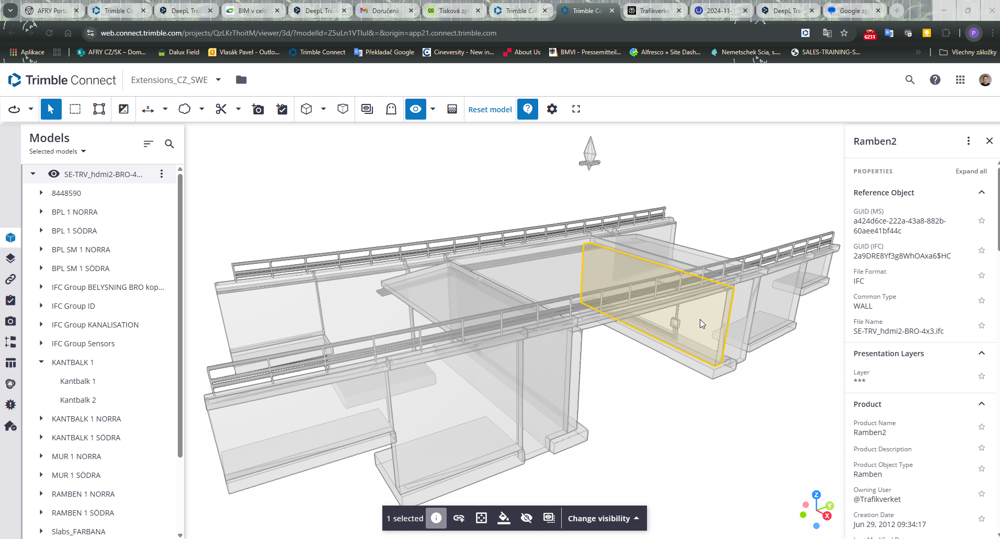 AFRY Porta
Trimble Co
DeepL Tra
BIM v celo
DeepL Tra
Doručená
Tisková zp
Trimble Co
Trimble Co
Trafikverke
2024-11-1
DeepL Tra
Google zp
web.connect.trimble.com/projects/QzLKrThoitM/viewer/3d/?modelId=Z5uLn1VTIuI&=&origin=app21.connect.trimble.com
6231
P
Aplikace
AFRY CZ/SK – Dom...
Dalux Field
Vlasák Pavel - Outlo...
Trimble Connect
Překladač Google
Cineversity - New in...
About Us
BMVI - Pressemitteil...
Alfresco » Site Dash...
Nemetschek Scia, s....
SALES-TRAINING-S...
Všechny záložky
Trimble Connect
Extensions_CZ_SWE
Reset model
Models
Selected models
SE-TRV_hdmi2-BRO-4...
8448590
BPL 1 NORRA
BPL 1 SÖDRA
BPL SM 1 NORRA
BPL SM 1 SÖDRA
IFC Group BELYSNING BRO kop...
IFC Group ID
IFC Group KANALISATION
IFC Group Sensors
KANTBALK 1
Kantbalk 1
Kantbalk 2
KANTBALK 1 NORRA
KANTBALK 1 SÖDRA
MUR 1 NORRA
MUR 1 SÖDRA
RAMBEN 1 NORRA
RAMBEN 1 SÖDRA
Slabs_FARBANA
1 selected
Change visibility
Z
Y
X
Ramben2
PROPERTIES
Expand all
Reference Object
GUID (MS)
a424d6ce-222a-43a8-882b-
60aee41bf44c
GUID (IFC)
2a9DRE8Yf3g8WhOAxa6$HC
File Format
IFC
Common Type
WALL
File Name
SE-TRV_hdmi2-BRO-4x3.ifc
Presentation Layers
Layer
***
Product
Product Name
Ramben2
Product Description
Product Object Type
Ramben
Owning User
@Trafikverket
Creation Date
Jun 29, 2012 09:34:17